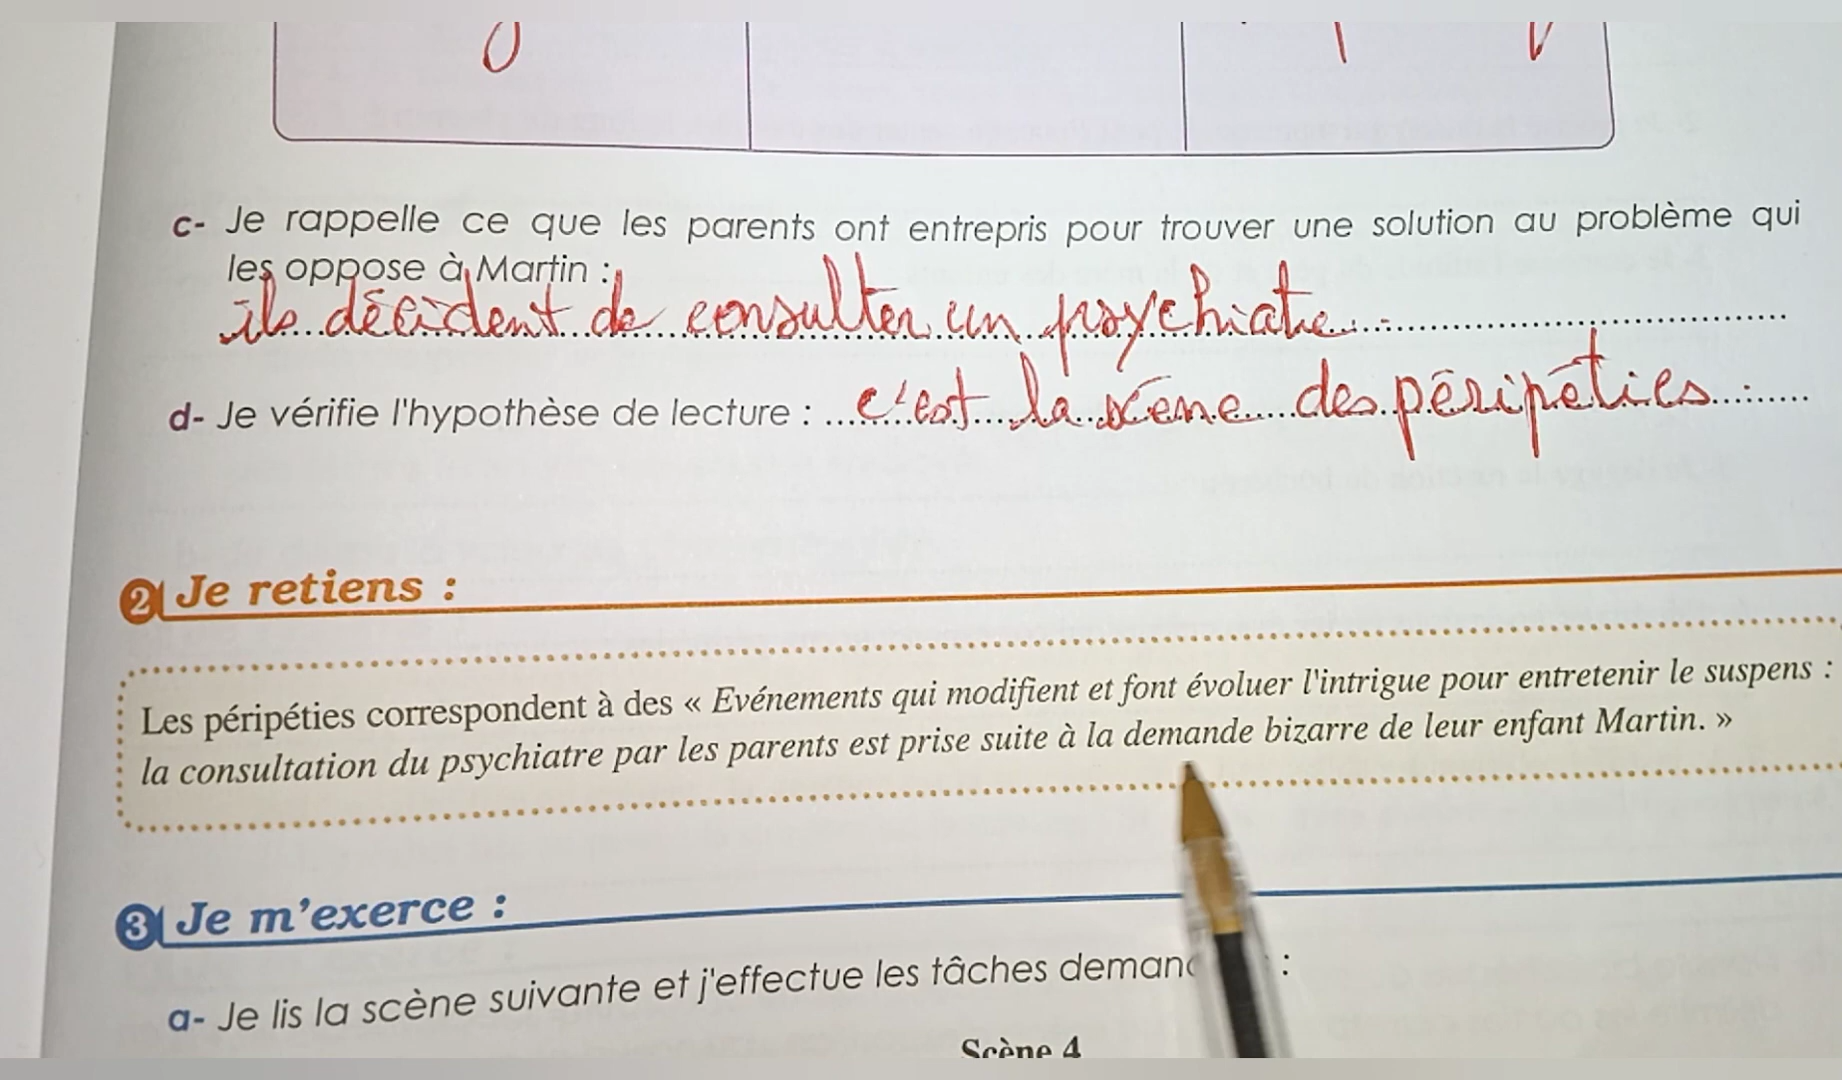 c- Je rappelle ce que les parents ont entrepris pour trouver une solution au problème qui
les oppose à Martin :
ils décident de consulter un psychiatre.
d- Je vérifie l'hypothèse de lecture : c'est la scène des péripéties.
2 Je retiens :
Les péripéties correspondent à des « Evénements qui modifient et font évoluer l'intrigue pour entretenir le suspens :
la consultation du psychiatre par les parents est prise suite à la demande bizarre de leur enfant Martin. »
3 Je m'exerce :
a- Je lis la scène suivante et j'effectue les tâches :
Scène 4